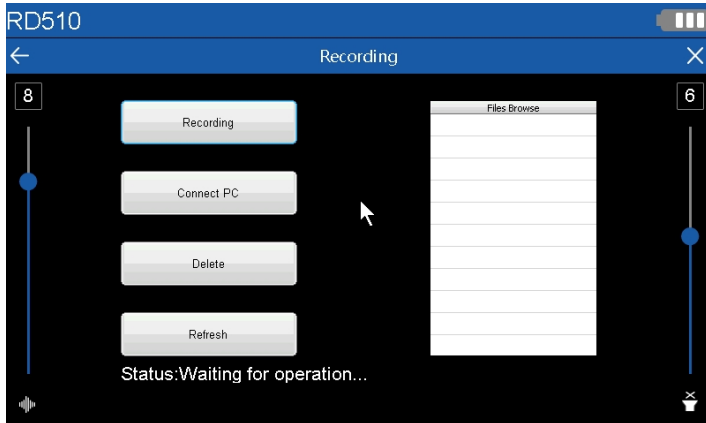 RD510
Recording
8
6
Recording
Files Browse
Connect PC
Delete
Refresh
Status:Waiting for operation...